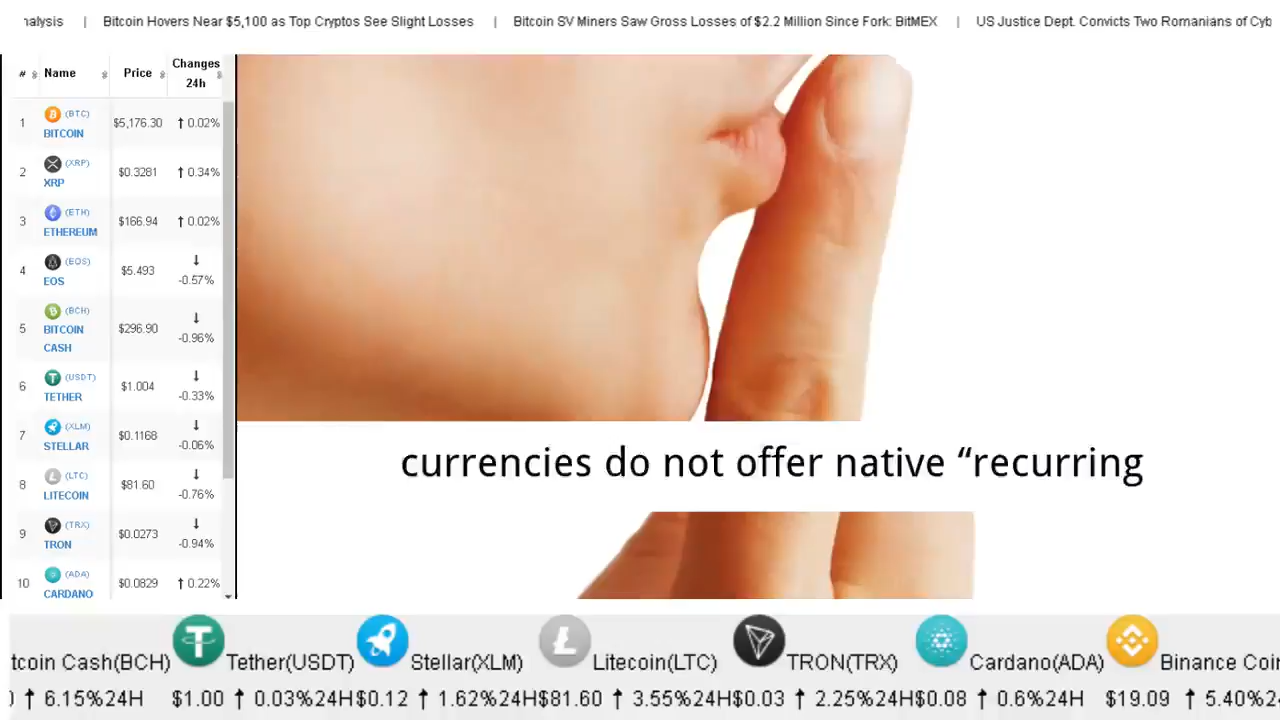 nalysis | Bitcoin Hovers Near $5,100 as Top Cryptos See Slight Losses | Bitcoin SV Miners Saw Gross Losses of $2.2 Million Since Fork: BitMEX | US Justice Dept. Convicts Two Romanians of Cyb
# Name Price Changes 24h
1 (BTC) BITCOIN $5,176.30 ↑ 0.02%
2 (XRP) XRP $0.3281 ↑ 0.34%
3 (ETH) ETHEREUM $166.94 ↑ 0.02%
4 (EOS) EOS $5.493 ↓ -0.57%
5 (BCH) BITCOIN CASH $296.90 ↓ -0.96%
6 (USDT) TETHER $1.004 ↓ -0.33%
7 (XLM) STELLAR $0.1168 ↓ -0.06%
8 (LTC) LITECOIN $81.60 ↓ -0.76%
9 (TRX) TRON $0.0273 ↓ -0.94%
10 (ADA) CARDANO $0.0829 ↑ 0.22%
currencies do not offer native “recurring
tcoin Cash(BCH) Tether(USDT) Stellar(XLM) Litecoin(LTC) TRON(TRX) Cardano(ADA) Binance Coin
↑ 6.15%24H $1.00 ↑ 0.03%24H $0.12 ↑ 1.62%24H $81.60 ↑ 3.55%24H $0.03 ↑ 2.25%24H $0.08 ↑ 0.6%24H $19.09 ↑ 5.40%2